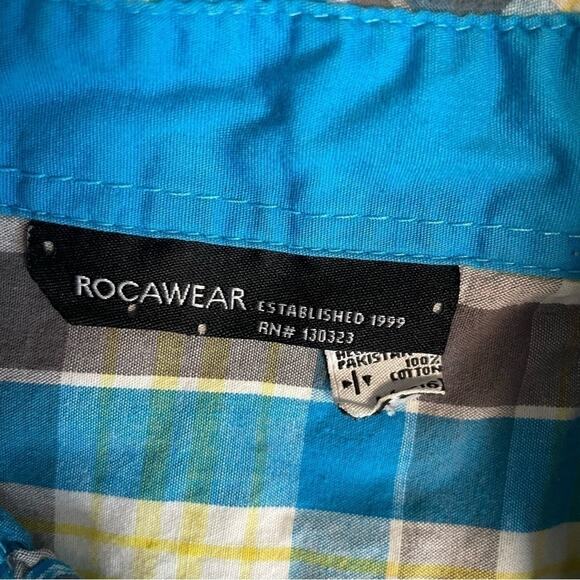 ROCAWEAR
ESTABLISHED 1999
RN# 130323
PAKISTAN
100%
COTTON